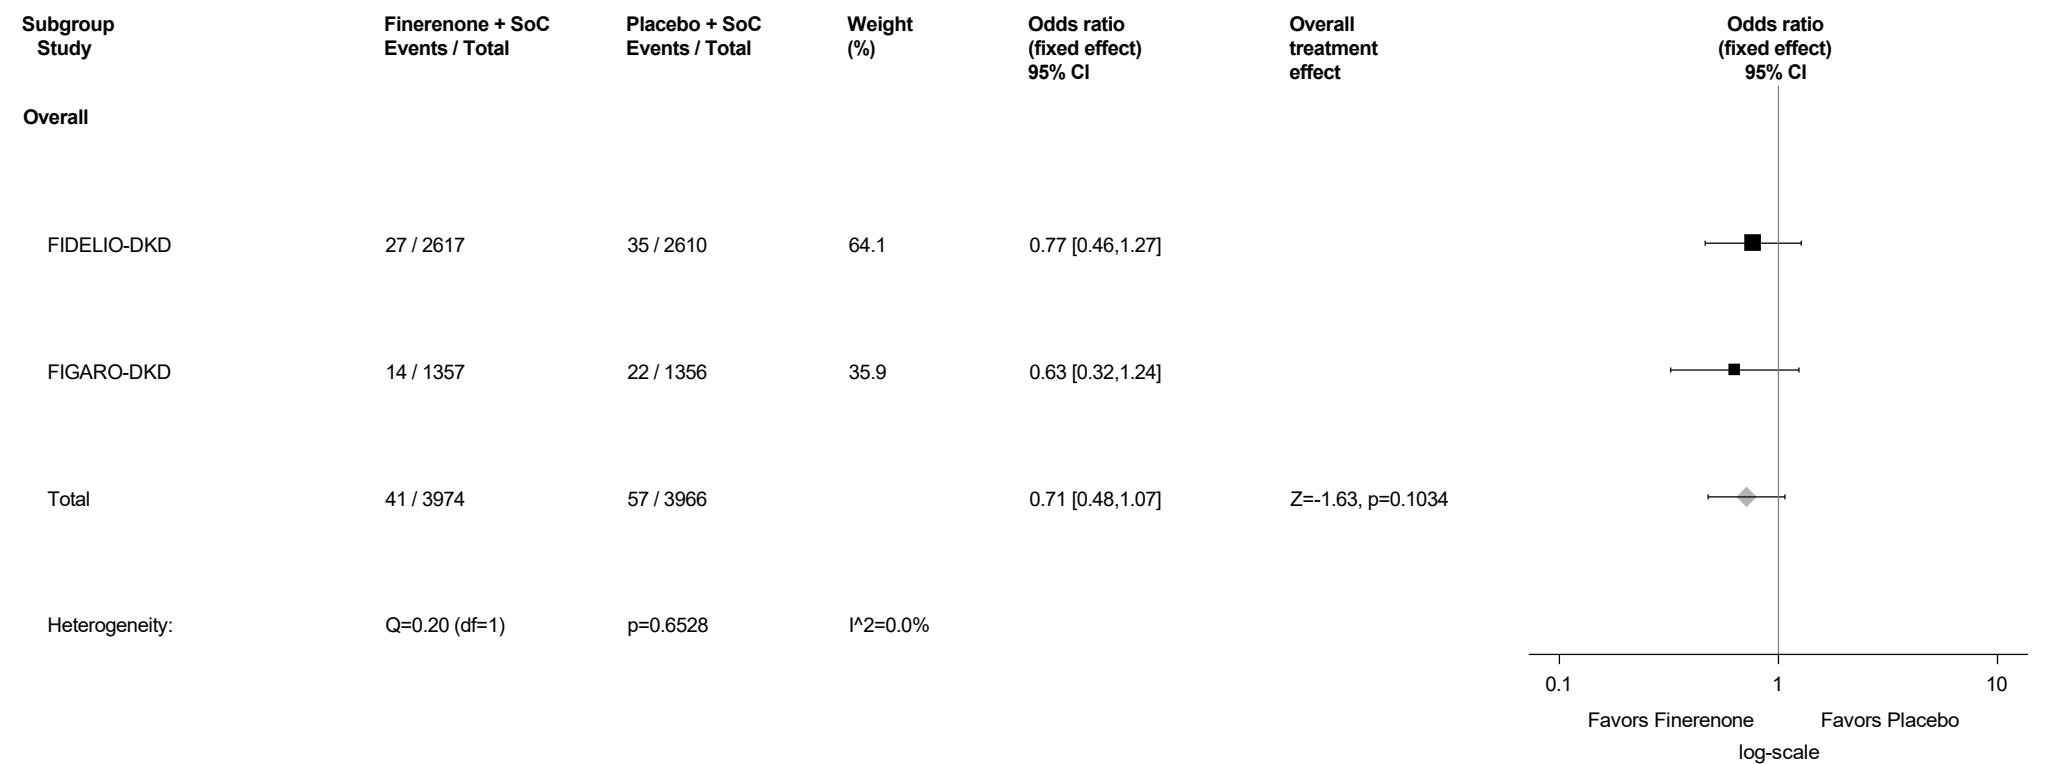 Subgroup Finerenone + SoC Placebo + SoC Weight Odds ratio Overall Odds ratio
Study Events / Total Events / Total (%) (fixed effect) treatment (fixed effect)
95% CI effect 95% CI
Overall
FIDELIO-DKD 27 / 2617 35 / 2610 64.1 0.77 [0.46,1.27]
FIGARO-DKD 14 / 1357 22 / 1356 35.9 0.63 [0.32,1.24]
Total 41 / 3974 57 / 3966 0.71 [0.48,1.07] Z=-1.63, p=0.1034
Heterogeneity: Q=0.20 (df=1) p=0.6528 I^2=0.0%
0.1 1 10
Favors Finerenone Favors Placebo
log-scale